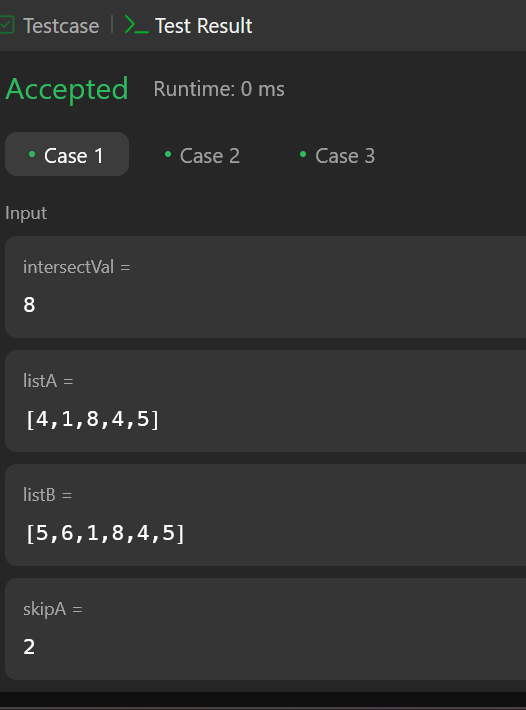 Testcase | Test Result
Accepted Runtime: 0 ms
Case 1 Case 2 Case 3
Input
intersectVal =
8
listA =
[4,1,8,4,5]
listB =
[5,6,1,8,4,5]
skipA =
2